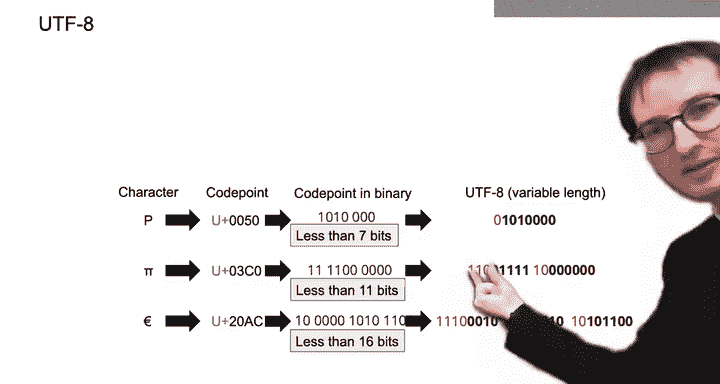 UTF-8
Character Codepoint Codepoint in binary UTF-8 (variable length)
P U+0050 1010 000 01010000
Less than 7 bits
π U+03C0 11 1100 0000 1111 10000000
Less than 11 bits
€ U+20AC 10 0000 1010 110 11100010 10 10101100
Less than 16 bits